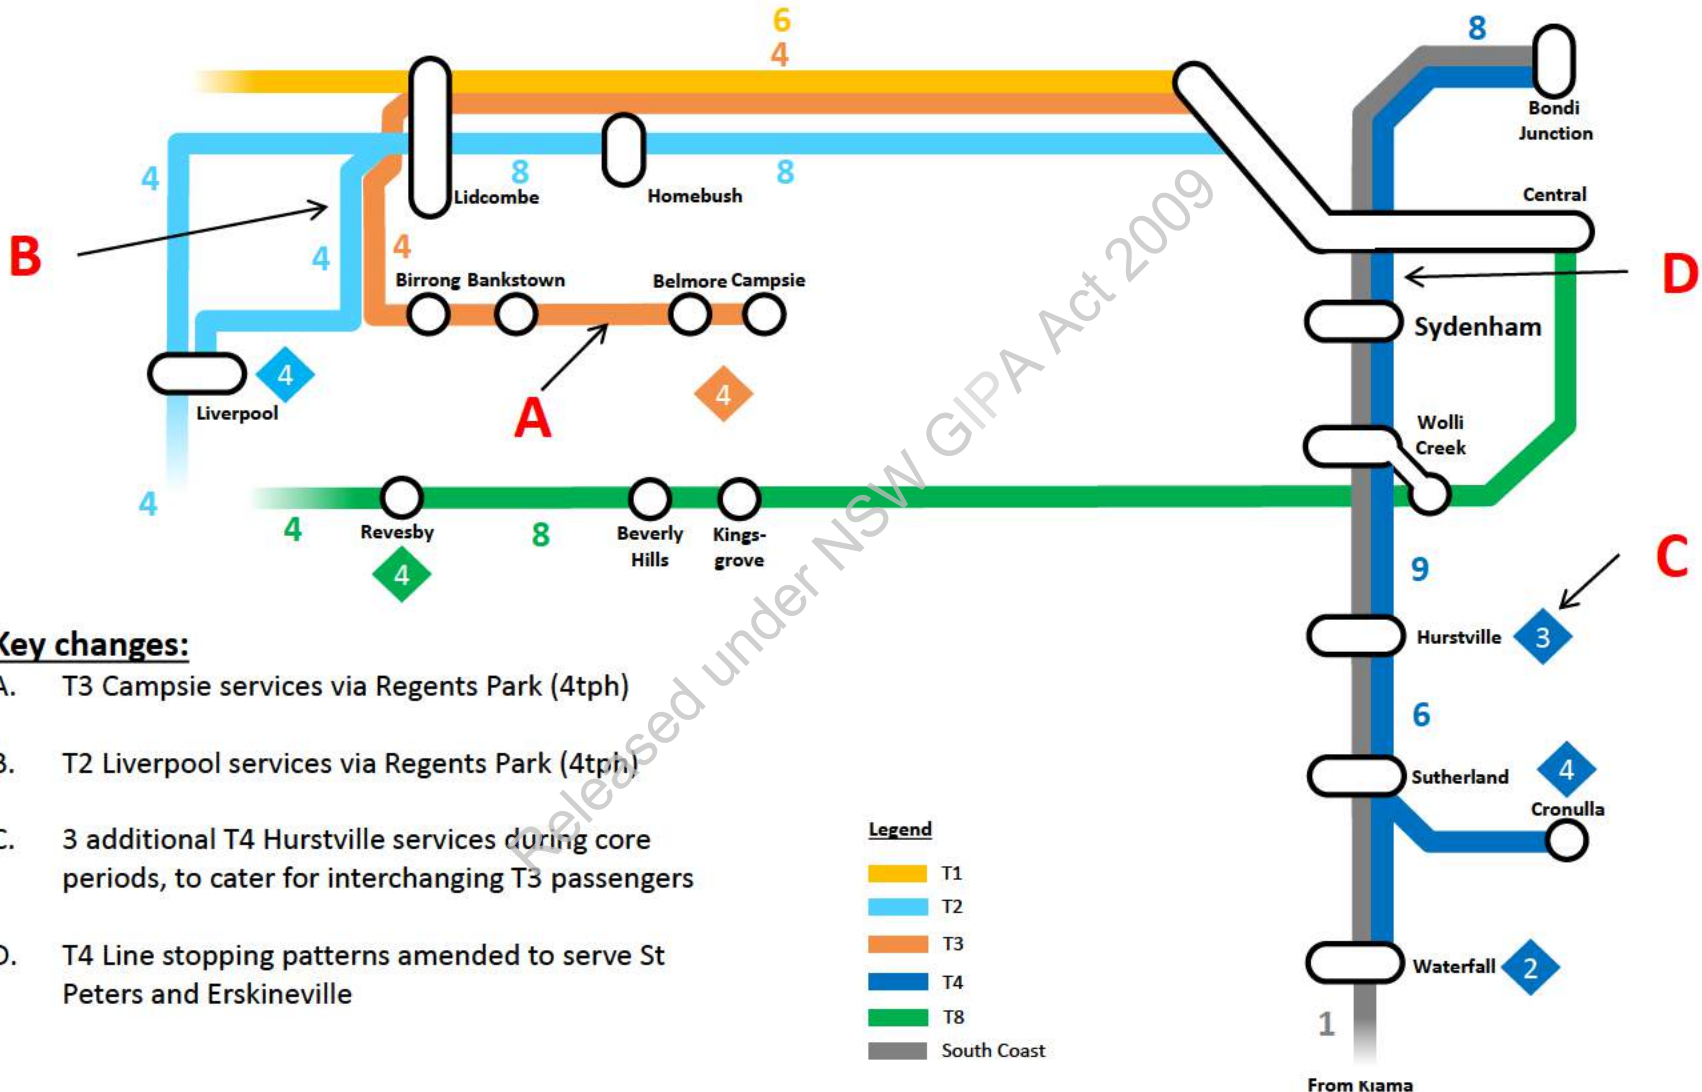 6
4
8
Bondi
Junction
Central
4
8
8
Lidcombe
Homebush
B
4
4
Birrong
Bankstown
Belmore
Campsie
D
Sydenham
4
Liverpool
A
4
Wolli
Creek
4
4
Revesby
8
Beverly
Hills
Kings-
grove
4
9
C
Hurstville
3
6
Sutherland
4
Cronulla
Waterfall
2
1
From Kiama
Key changes:
A. T3 Campsie services via Regents Park (4tph)
B. T2 Liverpool services via Regents Park (4tph)
C. 3 additional T4 Hurstville services during core
periods, to cater for interchanging T3 passengers
D. T4 Line stopping patterns amended to serve St
Peters and Erskineville
Legend
T1
T2
T3
T4
T8
South Coast
Released under NSW GIPA Act 2009